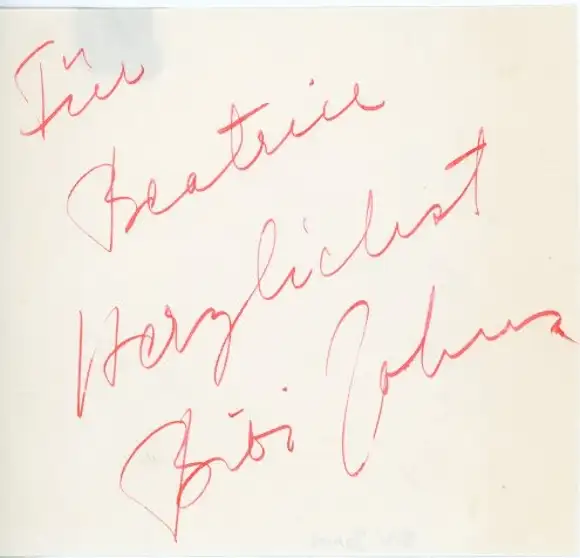 Für
Beatrice
Herzlichst
Bibi Johns